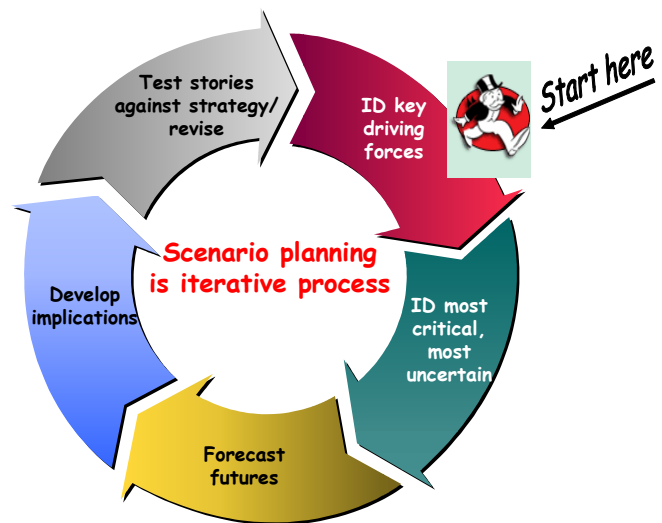 Start here
ID key
driving
forces
ID most
critical,
most
uncertain
Forecast
futures
Develop
implications
Test stories
against strategy/
revise
Scenario planning
is iterative process